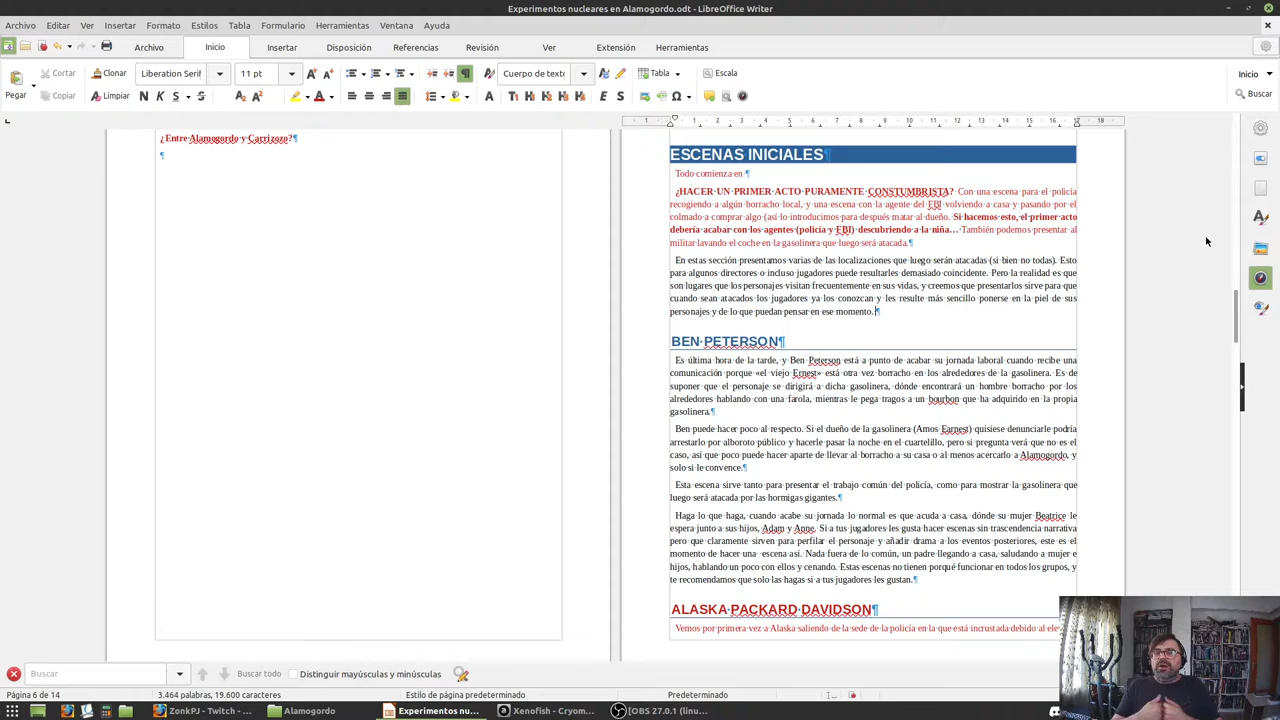 Experimentos nucleares en Alamogordo.odt - LibreOffice Writer
Archivo Editar Ver Insertar Formato Estilos Tabla Formulario Herramientas Ventana Ayuda
Archivo Inicio Insertar Disposición Referencias Revisión Ver Extensión Herramientas
Pegar
Cortar Clonar
Copiar Limpiar
Liberation Serif 11 pt
N K S S
Cuerpo de texto
Tabla Escala
Inicio
Buscar
1 1 2 3 4 5 6 7 8 9 10 11 12 13 14 15 16 18
¿Entre Alamogordo y Carrizozo?¶
¶
ESCENAS INICIALES¶
Todo comienza en ¶
¿HACER UN PRIMER ACTO PURAMENTE CONSTUMBRISTA? Con una escena para el policía
recogiendo a algún borracho local, y una escena con la agente del FBI volviendo a casa y pasando por el
colmado a comprar algo (así lo introducimos para después matar al dueño. Si hacemos esto, el primer acto
debería acabar con los agentes (policía y FBI) descubriendo a la niña… También podemos presentar al
militar lavando el coche en la gasolinera que luego será atacada.¶
En estas sección presentamos varias de las localizaciones que luego serán atacadas (si bien no todas). Esto
para algunos directores o incluso jugadores puede resultarles demasiado coincidente. Pero la realidad es que
son lugares que los personajes visitan frecuentemente en sus vidas, y creemos que presentarlos sirve para que
cuando sean atacados los jugadores ya los conozcan y les resulte más sencillo ponerse en la piel de sus
personajes y de lo que puedan pensar en ese momento. ¶
BEN PETERSON¶
Es última hora de la tarde, y Ben Peterson está a punto de acabar su jornada laboral cuando recibe una
comunicación porque «el viejo Ernest» está otra vez borracho en los alrededores de la gasolinera. Es de
suponer que el personaje se dirigirá a dicha gasolinera, dónde encontrará un hombre borracho por los
alrededores hablando con una farola, mientras le pega tragos a un bourbon que ha adquirido en la propia
gasolinera.¶
Ben puede hacer poco al respecto. Si el dueño de la gasolinera (Amos Earnest) quisiese denunciarle podría
arrestarlo por alboroto público y hacerle pasar la noche en el cuartelillo, pero si pregunta verá que no es el
caso, así que poco puede hacer aparte de llevar al borracho a su casa o al menos acercarlo a Alamogordo, y
solo si le convence.¶
Esta escena sirve tanto para presentar el trabajo común del policía, como para mostrar la gasolinera que
luego será atacada por las hormigas gigantes.¶
Haga lo que haga, cuando acabe su jornada lo normal es que acuda a casa, dónde su mujer Beatrice le
espera junto a sus hijos, Adam y Anne. Si a tus jugadores les gusta hacer escenas sin trascendencia narrativa
pero que claramente sirven para perfilar el personaje y añadir drama a los eventos posteriores, este es el
momento de hacer una escena así. Nada fuera de lo común, un padre llegando a casa, saludando a mujer e
hijos, hablando un poco con ellos y cenando. Estas escenas no tienen porqué funcionar en todos los grupos, y
te recomendamos que solo las hagas si a tus jugadores les gustan.¶
ALASKA PACKARD DAVIDSON¶
Vemos por primera vez a Alaska saliendo de la sede de la policía en la que está incrustada debido al
Buscar Buscar todo Distinguir mayúsculas y minúsculas
Página 6 de 14 3.464 palabras, 19.600 caracteres Estilo de página predeterminado Predeterminado
ZonkPJ - Twitch - ... Alamogordo Experimentos nu... Xenofish – Cryom... [OBS 27.0.1 (linu...